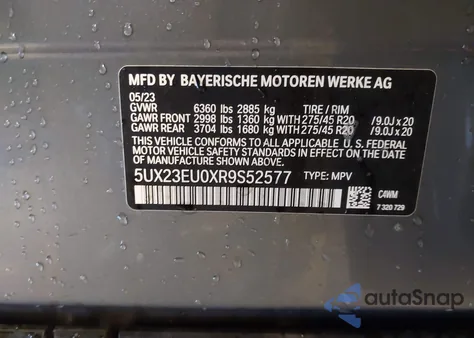 MFD BY BAYERISCHE MOTOREN WERKE AG
05/23
GVWR 6360 lbs 2885 kg TIRE / RIM
GAWR FRONT 2998 lbs 1360 kg WITH 275/45 R20 /9.0J x 20
GAWR REAR 3704 lbs 1680 kg WITH 275/45 R20 /9.0J x 20
THIS VEHICLE CONFORMS TO ALL APPLICABLE U.S. FEDERAL MOTOR VEHICLE
SAFETY STANDARDS IN EFFECT ON THE DATE OF MANUFACTURE SHOWN ABOVE.
5UX23EU0XR9S52577 TYPE: MPV
C4WM
7 320 729
autoSnap